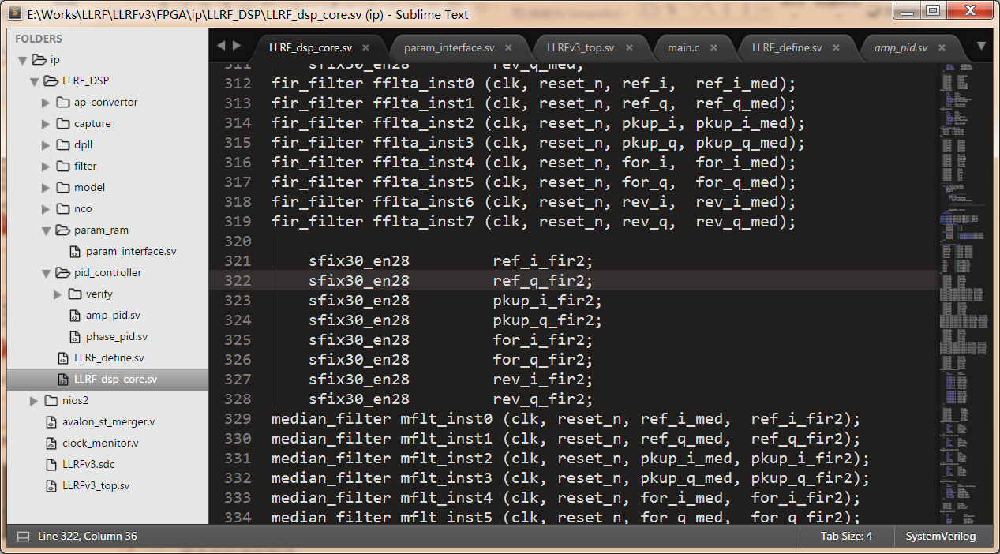 E:\Works\LLRF\LLRFv3\FPGA\ip\LLRF_DSP\LLRF_dsp_core.sv (ip) - Sublime Text
FOLDERS
ip
LLRF_DSP
ap_convertor
capture
dpll
filter
model
nco
param_ram
param_interface.sv
pid_controller
verify
amp_pid.sv
phase_pid.sv
LLRF_define.sv
LLRF_dsp_core.sv
nios2
avalon_st_merger.v
clock_monitor.v
LLRFv3.sdc
LLRFv3_top.sv
LLRF_dsp_core.sv × param_interface.sv × LLRFv3_top.sv × main.c × LLRF_define.sv × amp_pid.sv ×
311     sfix30_en28         rev_q_med;
312 fir_filter fflta_inst0 (clk, reset_n, ref_i,  ref_i_med);
313 fir_filter fflta_inst1 (clk, reset_n, ref_q,  ref_q_med);
314 fir_filter fflta_inst2 (clk, reset_n, pkup_i, pkup_i_med);
315 fir_filter fflta_inst3 (clk, reset_n, pkup_q, pkup_q_med);
316 fir_filter fflta_inst4 (clk, reset_n, for_i,  for_i_med);
317 fir_filter fflta_inst5 (clk, reset_n, for_q,  for_q_med);
318 fir_filter fflta_inst6 (clk, reset_n, rev_i,  rev_i_med);
319 fir_filter fflta_inst7 (clk, reset_n, rev_q,  rev_q_med);
320
321     sfix30_en28         ref_i_fir2;
322     sfix30_en28         ref_q_fir2;
323     sfix30_en28         pkup_i_fir2;
324     sfix30_en28         pkup_q_fir2;
325     sfix30_en28         for_i_fir2;
326     sfix30_en28         for_q_fir2;
327     sfix30_en28         rev_i_fir2;
328     sfix30_en28         rev_q_fir2;
329 median_filter mflt_inst0 (clk, reset_n, ref_i_med,  ref_i_fir2);
330 median_filter mflt_inst1 (clk, reset_n, ref_q_med,  ref_q_fir2);
331 median_filter mflt_inst2 (clk, reset_n, pkup_i_med, pkup_i_fir2);
332 median_filter mflt_inst3 (clk, reset_n, pkup_q_med, pkup_q_fir2);
333 median_filter mflt_inst4 (clk, reset_n, for_i_med,  for_i_fir2);
334 median_filter mflt_inst5 (clk, reset_n, for_q_med,  for_q_fir2);
Line 322, Column 36
Tab Size: 4
SystemVerilog